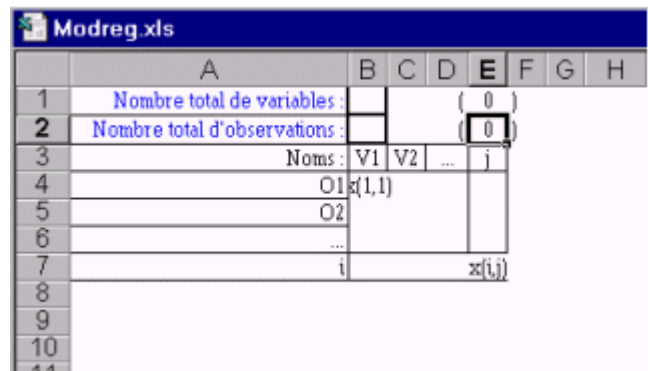 Modreg.xls
A B C D E F G H
1 Nombre total de variables : ( 0 )
2 Nombre total d'observations : ( 0 )
3 Noms : V1 V2 ... j
4 O1 x(1,1)
5 O2
6 ...
7 i x(i,j)
8
9
10
11